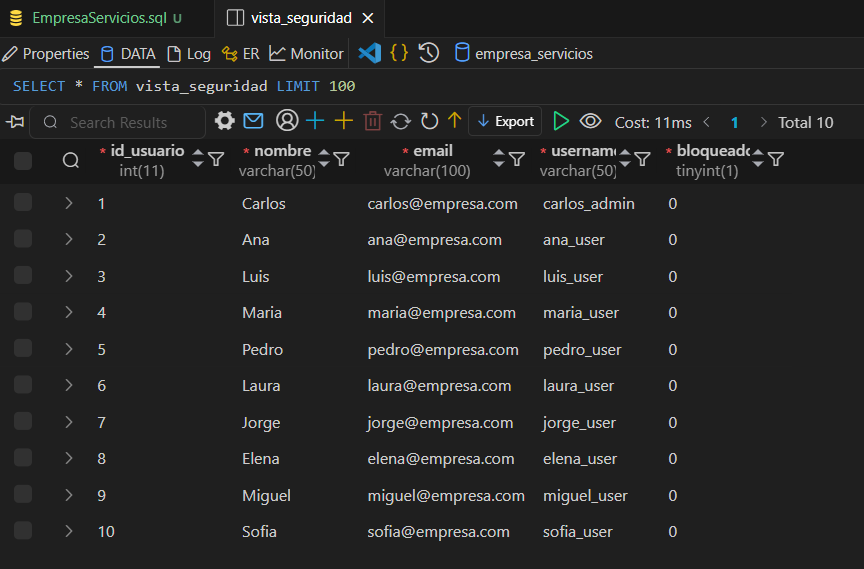 EmpresaServicios.sql U vista_seguridad
Properties DATA Log ER Monitor empresa_servicios
SELECT * FROM vista_seguridad LIMIT 100
Search Results Export Cost: 11ms 1 Total 10
* id_usuario * nombre * email * username * bloqueado
int(11) varchar(50) varchar(100) varchar(50) tinyint(1)
1 Carlos carlos@empresa.com carlos_admin 0
2 Ana ana@empresa.com ana_user 0
3 Luis luis@empresa.com luis_user 0
4 Maria maria@empresa.com maria_user 0
5 Pedro pedro@empresa.com pedro_user 0
6 Laura laura@empresa.com laura_user 0
7 Jorge jorge@empresa.com jorge_user 0
8 Elena elena@empresa.com elena_user 0
9 Miguel miguel@empresa.com miguel_user 0
10 Sofia sofia@empresa.com sofia_user 0